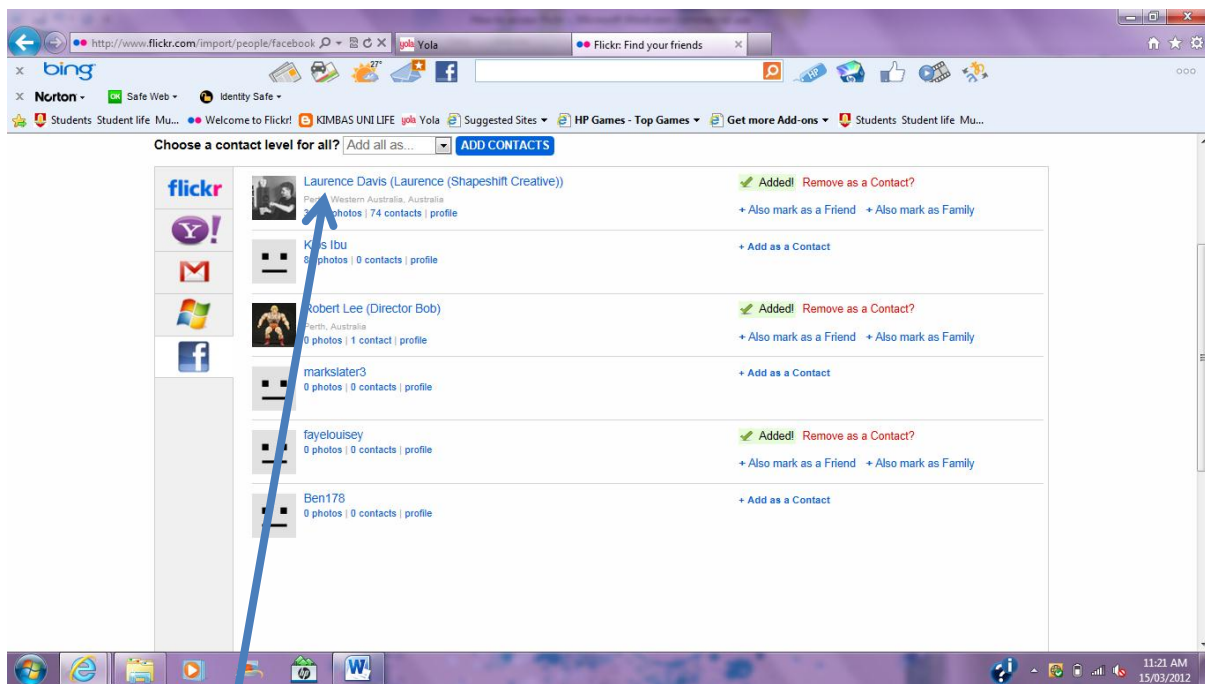 http://www.flickr.com/import/people/facebook
yola Yola
Flickr: Find your friends
bing
27°
HP
Norton
OK Safe Web
Identity Safe
Students Student life Mu...
Welcome to Flickr!
KIMBAS UNI LIFE
yola Yola
Suggested Sites
HP Games - Top Games
Get more Add-ons
Students Student life Mu...
Choose a contact level for all? Add all as... ADD CONTACTS
flickr
Y!
Laurence Davis (Laurence (Shapeshift Creative))
Western Australia, Australia
photos | 74 contacts | profile
Added! Remove as a Contact?
+ Also mark as a Friend + Also mark as Family
Ibu
photos | 0 contacts | profile
+ Add as a Contact
Robert Lee (Director Bob)
Perth, Australia
0 photos | 1 contact | profile
Added! Remove as a Contact?
+ Also mark as a Friend + Also mark as Family
markslater3
0 photos | 0 contacts | profile
+ Add as a Contact
fayelouisey
0 photos | 0 contacts | profile
Added! Remove as a Contact?
+ Also mark as a Friend + Also mark as Family
Ben178
0 photos | 0 contacts | profile
+ Add as a Contact
11:21 AM
15/03/2012